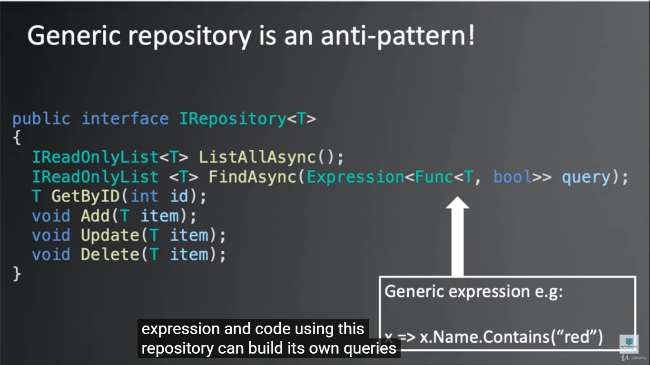 Generic repository is an anti-pattern!
public interface IRepository<T>
{
IReadOnlyList<T> ListAllAsync();
IReadOnlyList <T> FindAsync(Expression<Func<T, bool>> query);
T GetByID(int id);
void Add(T item);
void Update(T item);
void Delete(T item);
}
Generic expression e.g:
x => x.Name.Contains(“red”)
expression and code using this
repository can build its own queries